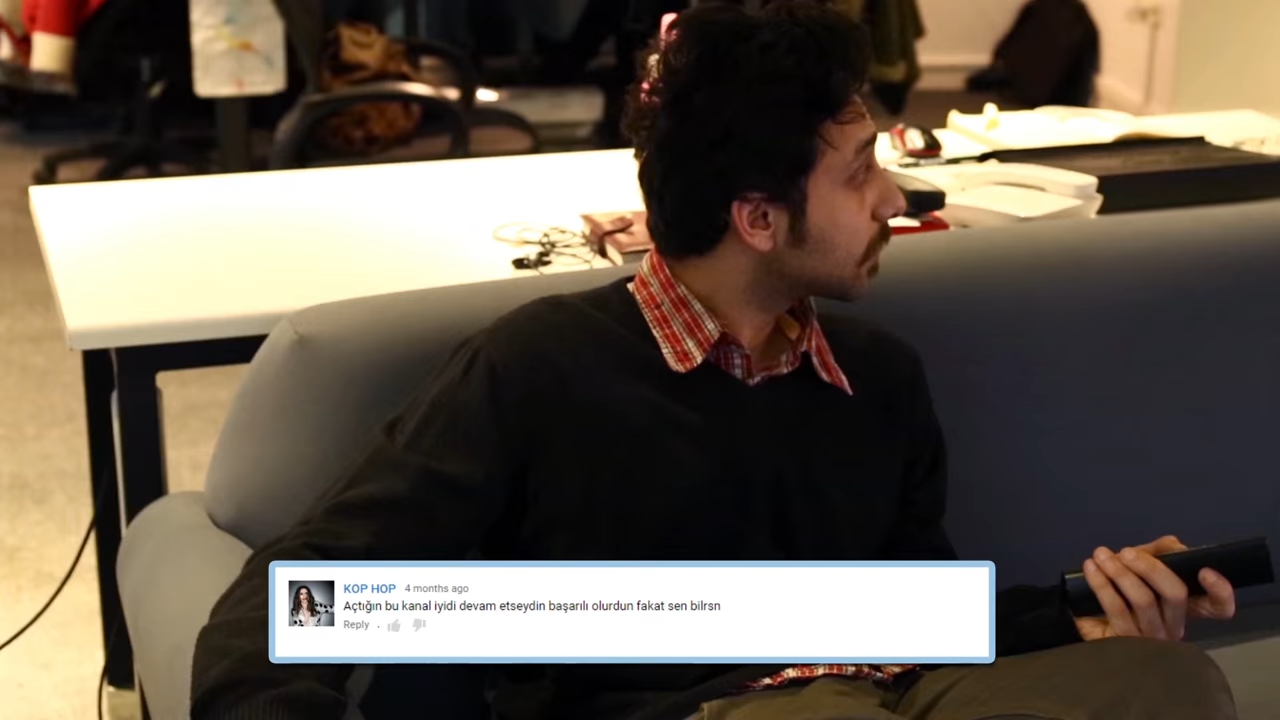 KOP HOP 4 months ago
Açtığın bu kanal iyidi devam etseydin başarılı olurdun fakat sen bilrsn
Reply .